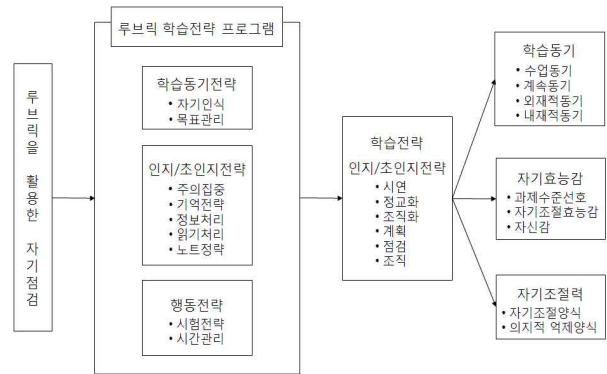 루브릭을 활용한 자기점검
루브릭 학습전략 프로그램
학습동기전략
• 자기인식
• 목표관리
인지/초인지전략
• 주의집중
• 기억전략
• 정보처리
• 읽기처리
• 노트정략
행동전략
• 시험전략
• 시간관리
학습전략
인지/초인지전략
• 시연
• 정교화
• 조직화
• 계획
• 점검
• 조직
학습동기
• 수업동기
• 계속동기
• 외재적동기
• 내재적동기
자기효능감
• 과제수준선호
• 자기조절효능감
• 자신감
자기조절력
• 자기조절양식
• 의지적 억제양식